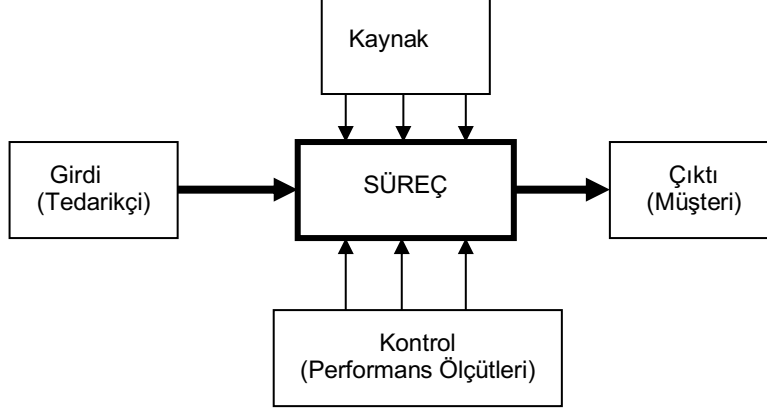 Kaynak
Girdi
(Tedarikçi)
SÜREÇ
Çıktı
(Müşteri)
Kontrol
(Performans Ölçütleri)